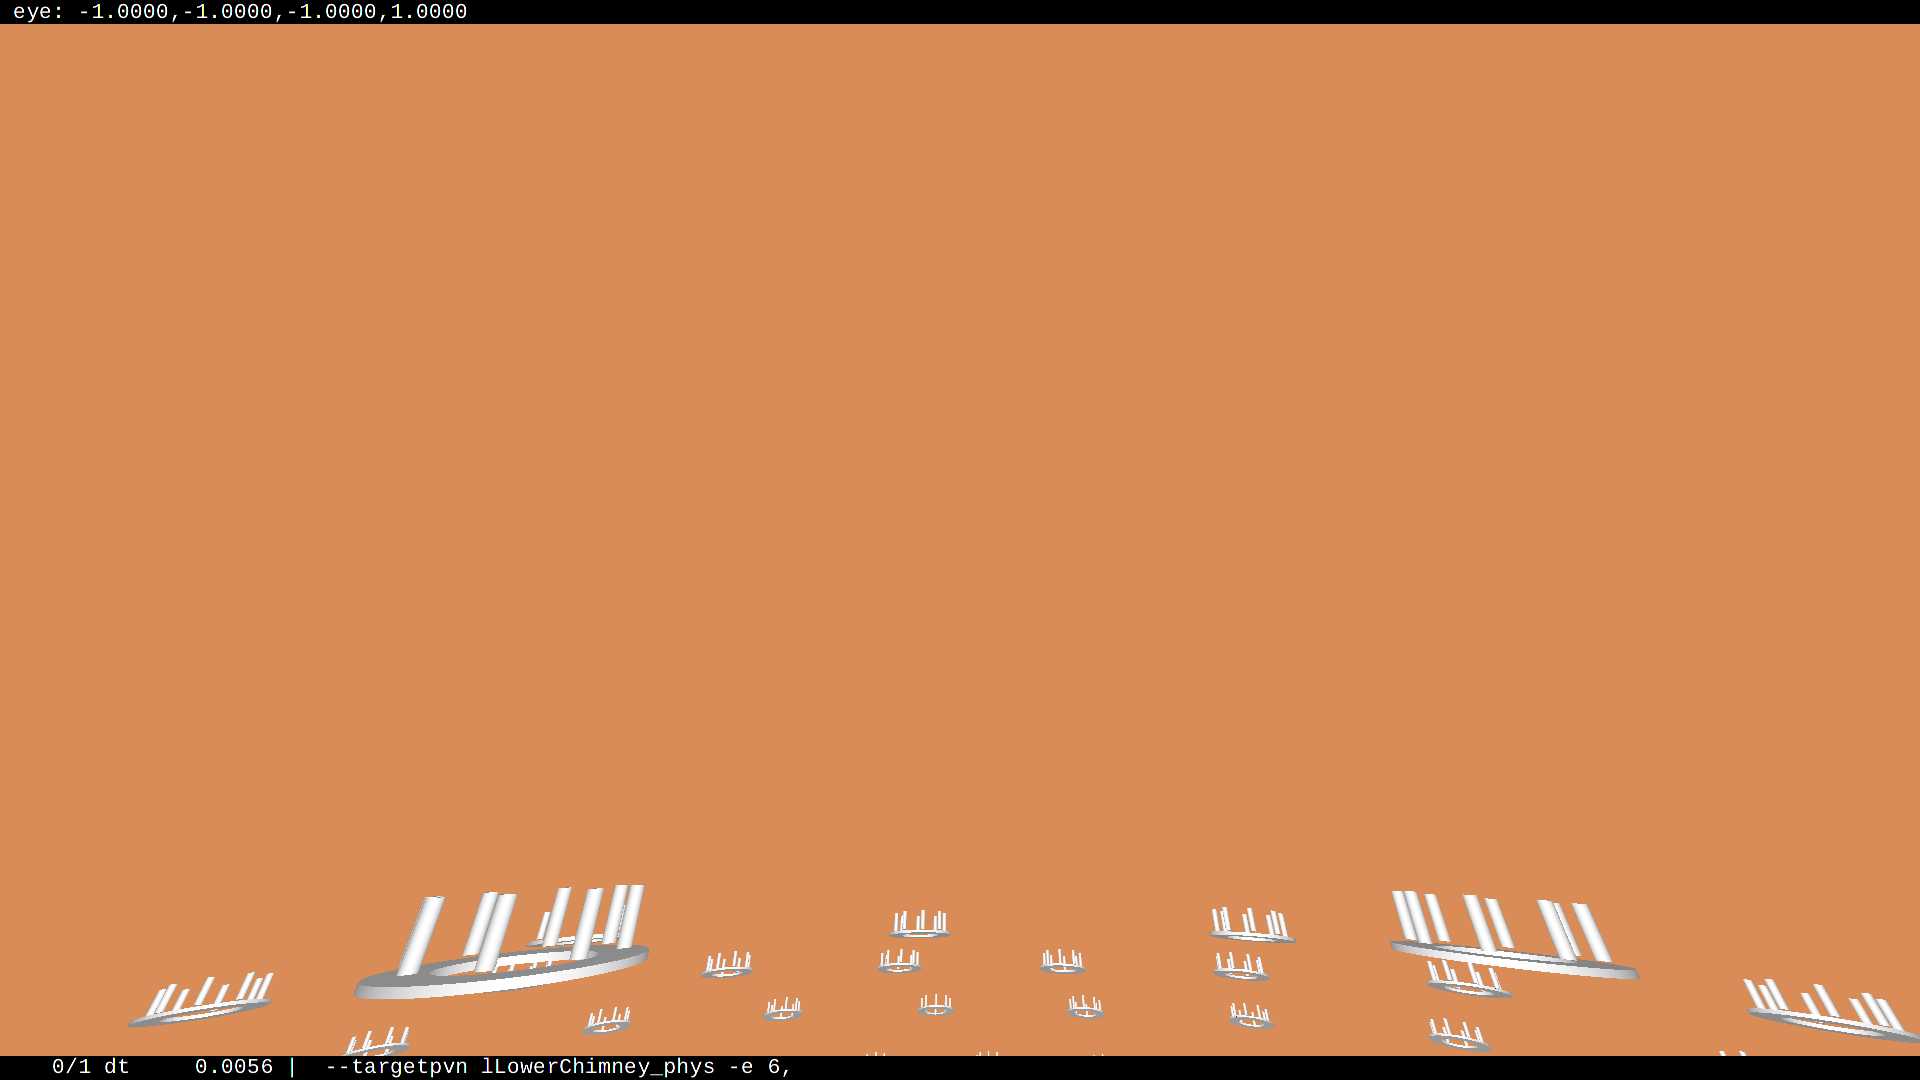 eye: -1.0000,-1.0000,-1.0000,1.0000
0/1 dt 0.0056 | --targetpvn lLowerChimney_phys -e 6,